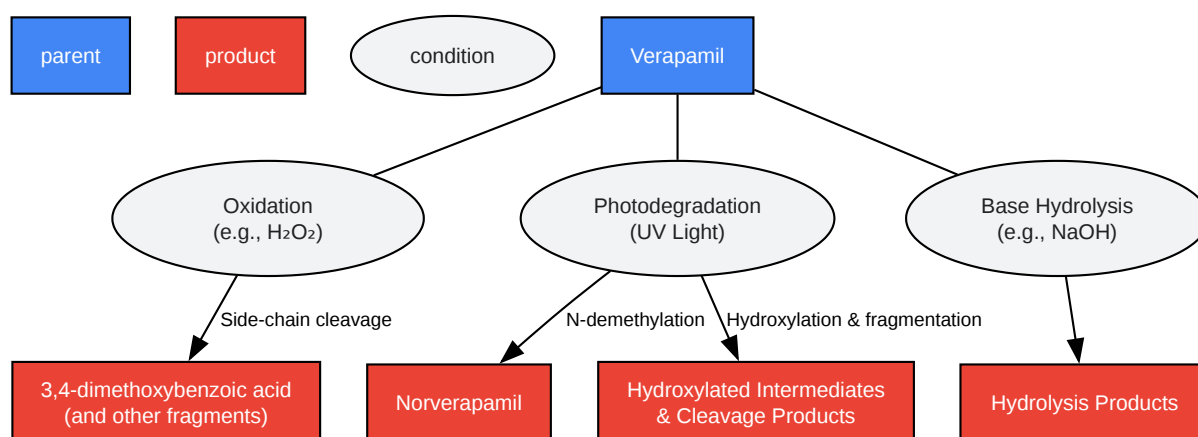 parent
product
condition
Verapamil
Oxidation
(e.g., H₂O₂)
Photodegradation
(UV Light)
Base Hydrolysis
(e.g., NaOH)
Side-chain cleavage
N-demethylation
Hydroxylation & fragmentation
3,4-dimethoxybenzoic acid
(and other fragments)
Norverapamil
Hydroxylated Intermediates
& Cleavage Products
Hydrolysis Products